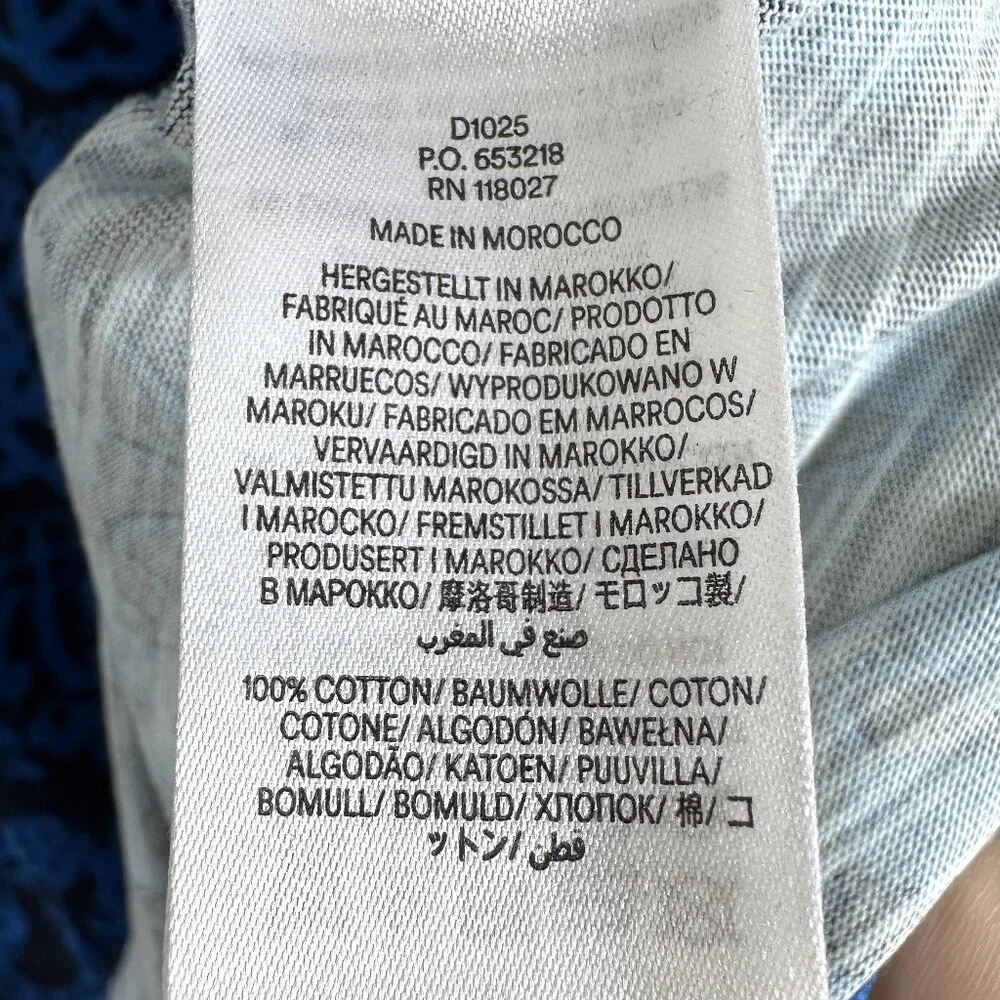 D1025
P.O. 653218
RN 118027
MADE IN MOROCCO
HERGESTELLT IN MAROKKO/
FABRIQUÉ AU MAROC/ PRODOTTO
IN MAROCCO/ FABRICADO EN
MARRUECOS/ WYPRODUKOWANO W
MAROKU/ FABRICADO EM MARROCOS/
VERVAARDIGD IN MAROKKO/
VALMISTETTU MAROKOSSA/ TILLVERKAD
I MAROCKO/ FREMSTILLET I MAROKKO/
PRODUSERT I MAROKKO/ СДЕЛАНО
В МАРОККО/ 摩洛哥制造/ モロッコ製/
صنع في المغرب
100% COTTON/ BAUMWOLLE/ COTON/
COTONE/ ALGODÓN/ BAWEŁNA/
ALGODÃO/ KATOEN/ PUUVILLA/
BOMULL/ BOMULD/ ХЛОПОК/ 棉/ コ
ットン/ قطن